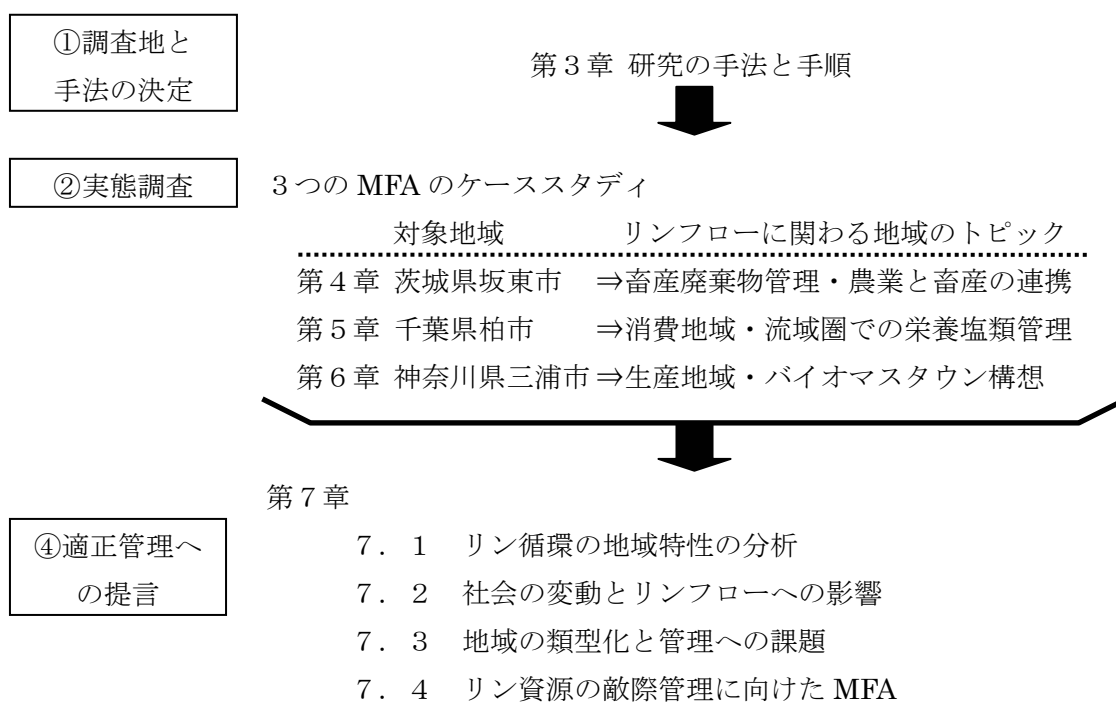 ①調査地と
手法の決定
第3章 研究の手法と手順
②実態調査
3つの MFA のケーススタディ
対象地域 リンフローに関わる地域のトピック
第4章 茨城県坂東市 ⇒畜産廃棄物管理・農業と畜産の連携
第5章 千葉県柏市 ⇒消費地域・流域圏での栄養塩類管理
第6章 神奈川県三浦市⇒生産地域・バイオマスタウン構想
第7章
④適正管理へ
の提言
7.1 リン循環の地域特性の分析
7.2 社会の変動とリンフローへの影響
7.3 地域の類型化と管理への課題
7.4 リン資源の敵際管理に向けた MFA